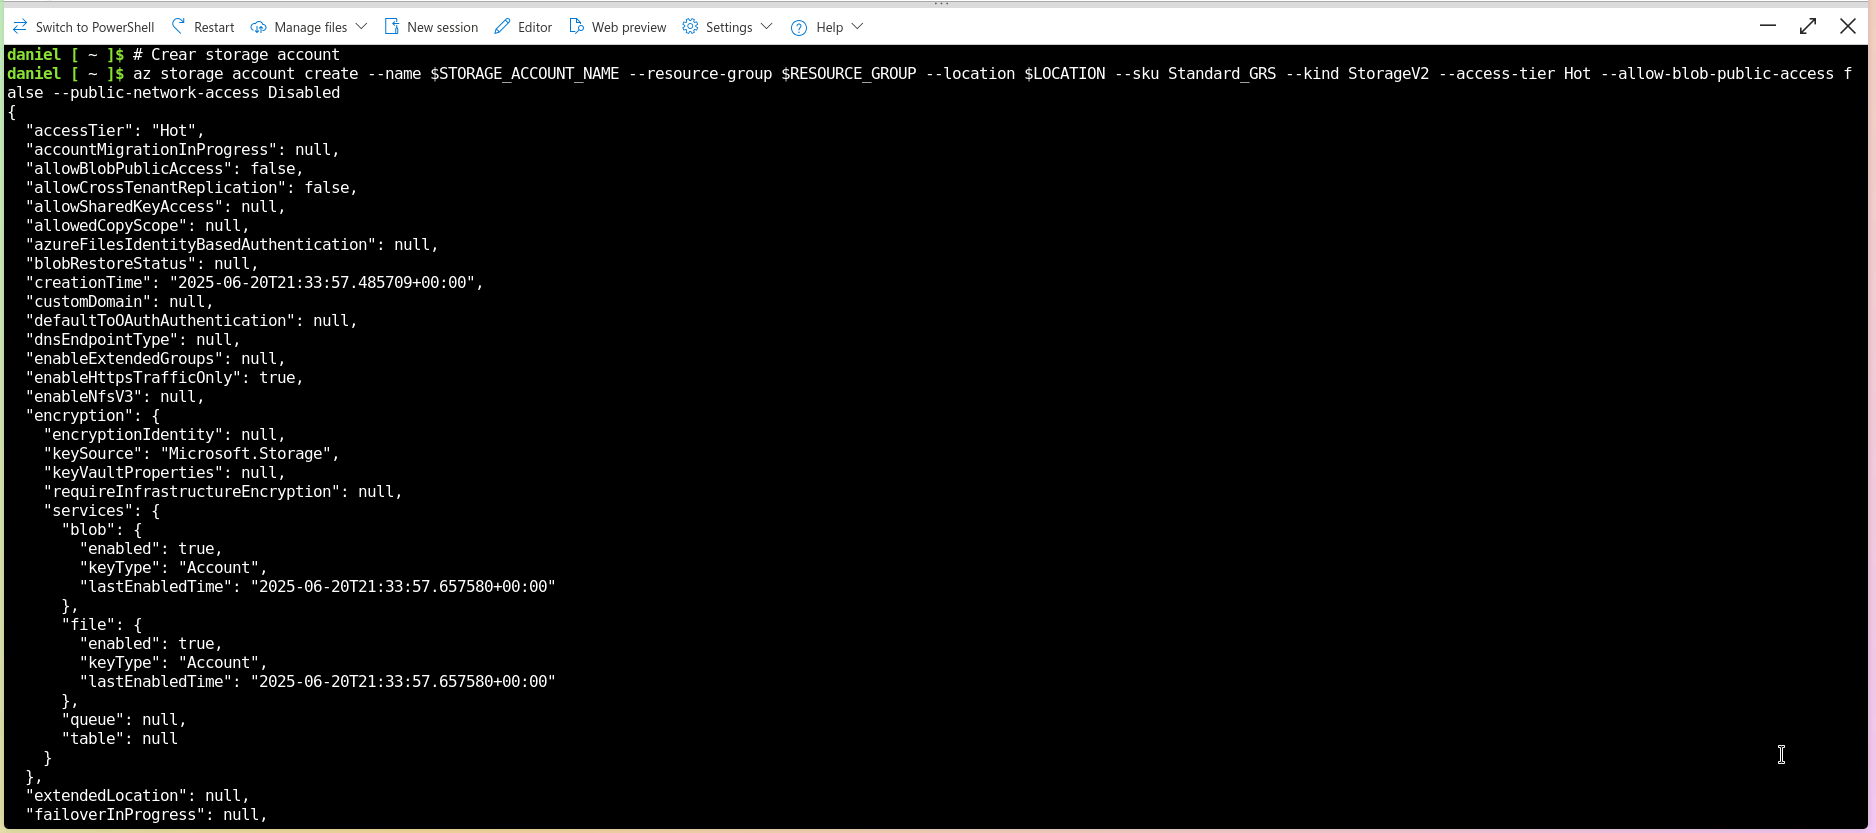 Switch to PowerShell Restart Manage files New session Editor Web preview Settings Help
daniel [ ~ ]$ # Crear storage account
daniel [ ~ ]$ az storage account create --name $STORAGE_ACCOUNT_NAME --resource-group $RESOURCE_GROUP --location $LOCATION --sku Standard_GRS --kind StorageV2 --access-tier Hot --allow-blob-public-access f
alse --public-network-access Disabled
{
  "accessTier": "Hot",
  "accountMigrationInProgress": null,
  "allowBlobPublicAccess": false,
  "allowCrossTenantReplication": false,
  "allowSharedKeyAccess": null,
  "allowedCopyScope": null,
  "azureFilesIdentityBasedAuthentication": null,
  "blobRestoreStatus": null,
  "creationTime": "2025-06-20T21:33:57.485709+00:00",
  "customDomain": null,
  "defaultToOAuthAuthentication": null,
  "dnsEndpointType": null,
  "enableExtendedGroups": null,
  "enableHttpsTrafficOnly": true,
  "enableNfsV3": null,
  "encryption": {
    "encryptionIdentity": null,
    "keySource": "Microsoft.Storage",
    "keyVaultProperties": null,
    "requireInfrastructureEncryption": null,
    "services": {
      "blob": {
        "enabled": true,
        "keyType": "Account",
        "lastEnabledTime": "2025-06-20T21:33:57.657580+00:00"
      },
      "file": {
        "enabled": true,
        "keyType": "Account",
        "lastEnabledTime": "2025-06-20T21:33:57.657580+00:00"
      },
      "queue": null,
      "table": null
    }
  },
  "extendedLocation": null,
  "failoverInProgress": null,